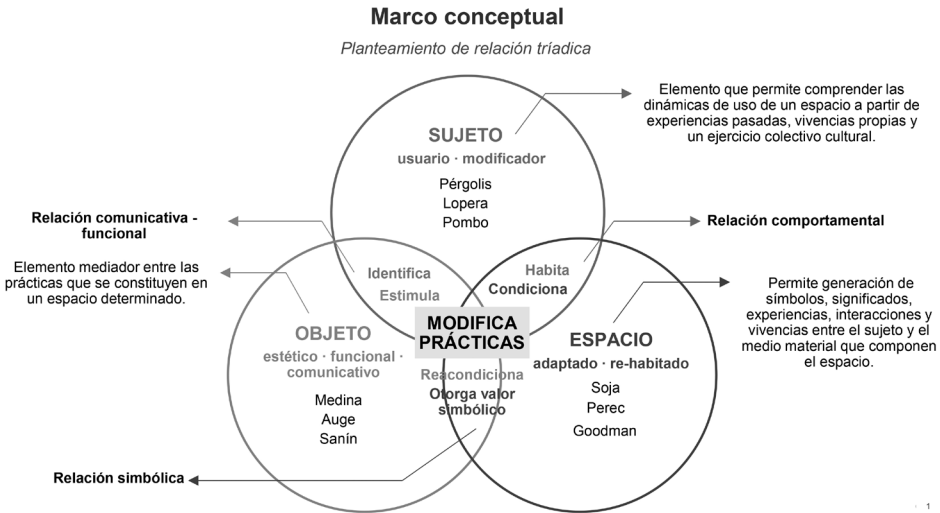 Marco conceptual
Planteamiento de relación tríadica
Elemento que permite comprender las
dinámicas de uso de un espacio a partir de
experiencias pasadas, vivencias propias y
un ejercicio colectivo cultural.
SUJETO
usuario · modificador
Pérgolis
Lopera
Pombo
Relación comunicativa -
funcional
Relación comportamental
Elemento mediador entre las
prácticas que se constituyen en
un espacio determinado.
Identifica
Estimula
Habita
Condiciona
Permite generación de
símbolos, significados,
experiencias, interacciones y
vivencias entre el sujeto y el
medio material que componen
el espacio.
MODIFICA
PRÁCTICAS
OBJETO
estético · funcional ·
comunicativo
Medina
Auge
Sanín
ESPACIO
adaptado · re-habitado
Soja
Perec
Goodman
Reacondiciona
Otorga valor
simbólico
Relación simbólica
1